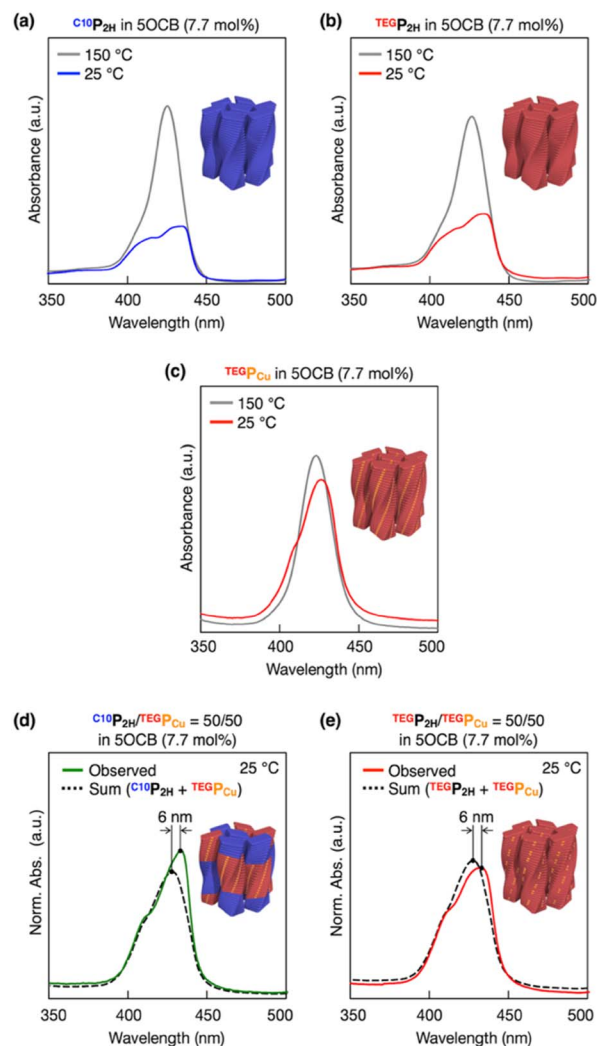 (a) C10P2H in 5OCB (7.7 mol%)
150 °C
25 °C
Absorbance (a.u.)
350 400 450 500
Wavelength (nm)
(b) TEGP2H in 5OCB (7.7 mol%)
150 °C
25 °C
Absorbance (a.u.)
350 400 450 500
Wavelength (nm)
(c) TEGPCu in 5OCB (7.7 mol%)
150 °C
25 °C
Absorbance (a.u.)
350 400 450 500
Wavelength (nm)
(d) C10P2H/TEGPCu = 50/50
in 5OCB (7.7 mol%)
Observed 25 °C
Sum (C10P2H + TEGPCu)
6 nm
Norm. Abs. (a.u.)
350 400 450 500
Wavelength (nm)
(e) TEGP2H/TEGPCu = 50/50
in 5OCB (7.7 mol%)
Observed 25 °C
Sum (TEGP2H + TEGPCu)
6 nm
Norm. Abs. (a.u.)
350 400 450 500
Wavelength (nm)